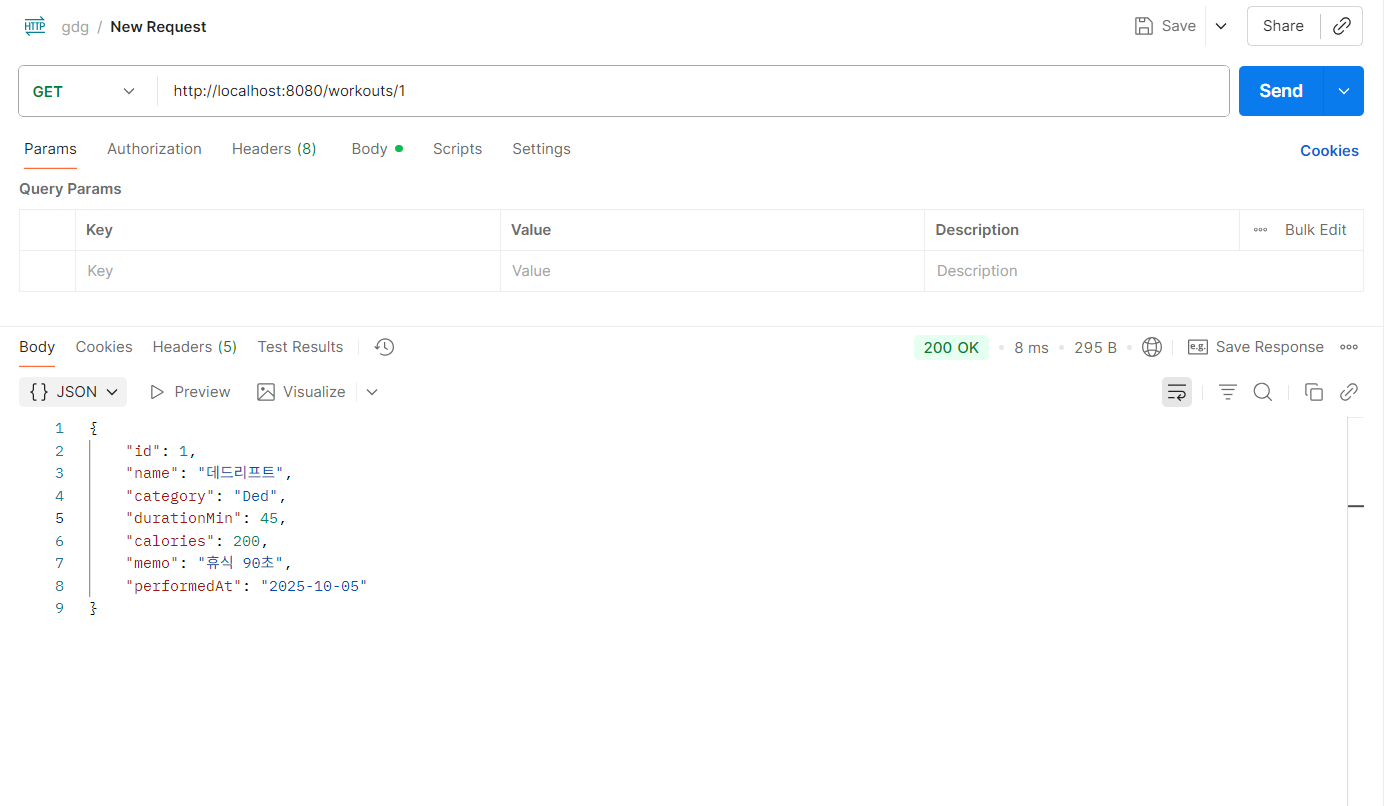 HTTP gdg / New Request Save Share
GET http://localhost:8080/workouts/1 Send
Params Authorization Headers (8) Body Scripts Settings Cookies
Query Params
Key Value Description Bulk Edit
Key Value Description
Body Cookies Headers (5) Test Results 200 OK 8 ms 295 B e.g. Save Response
{} JSON Preview Visualize
1 {
2 "id": 1,
3 "name": "데드리프트",
4 "category": "Ded",
5 "durationMin": 45,
6 "calories": 200,
7 "memo": "휴식 90초",
8 "performedAt": "2025-10-05"
9 }